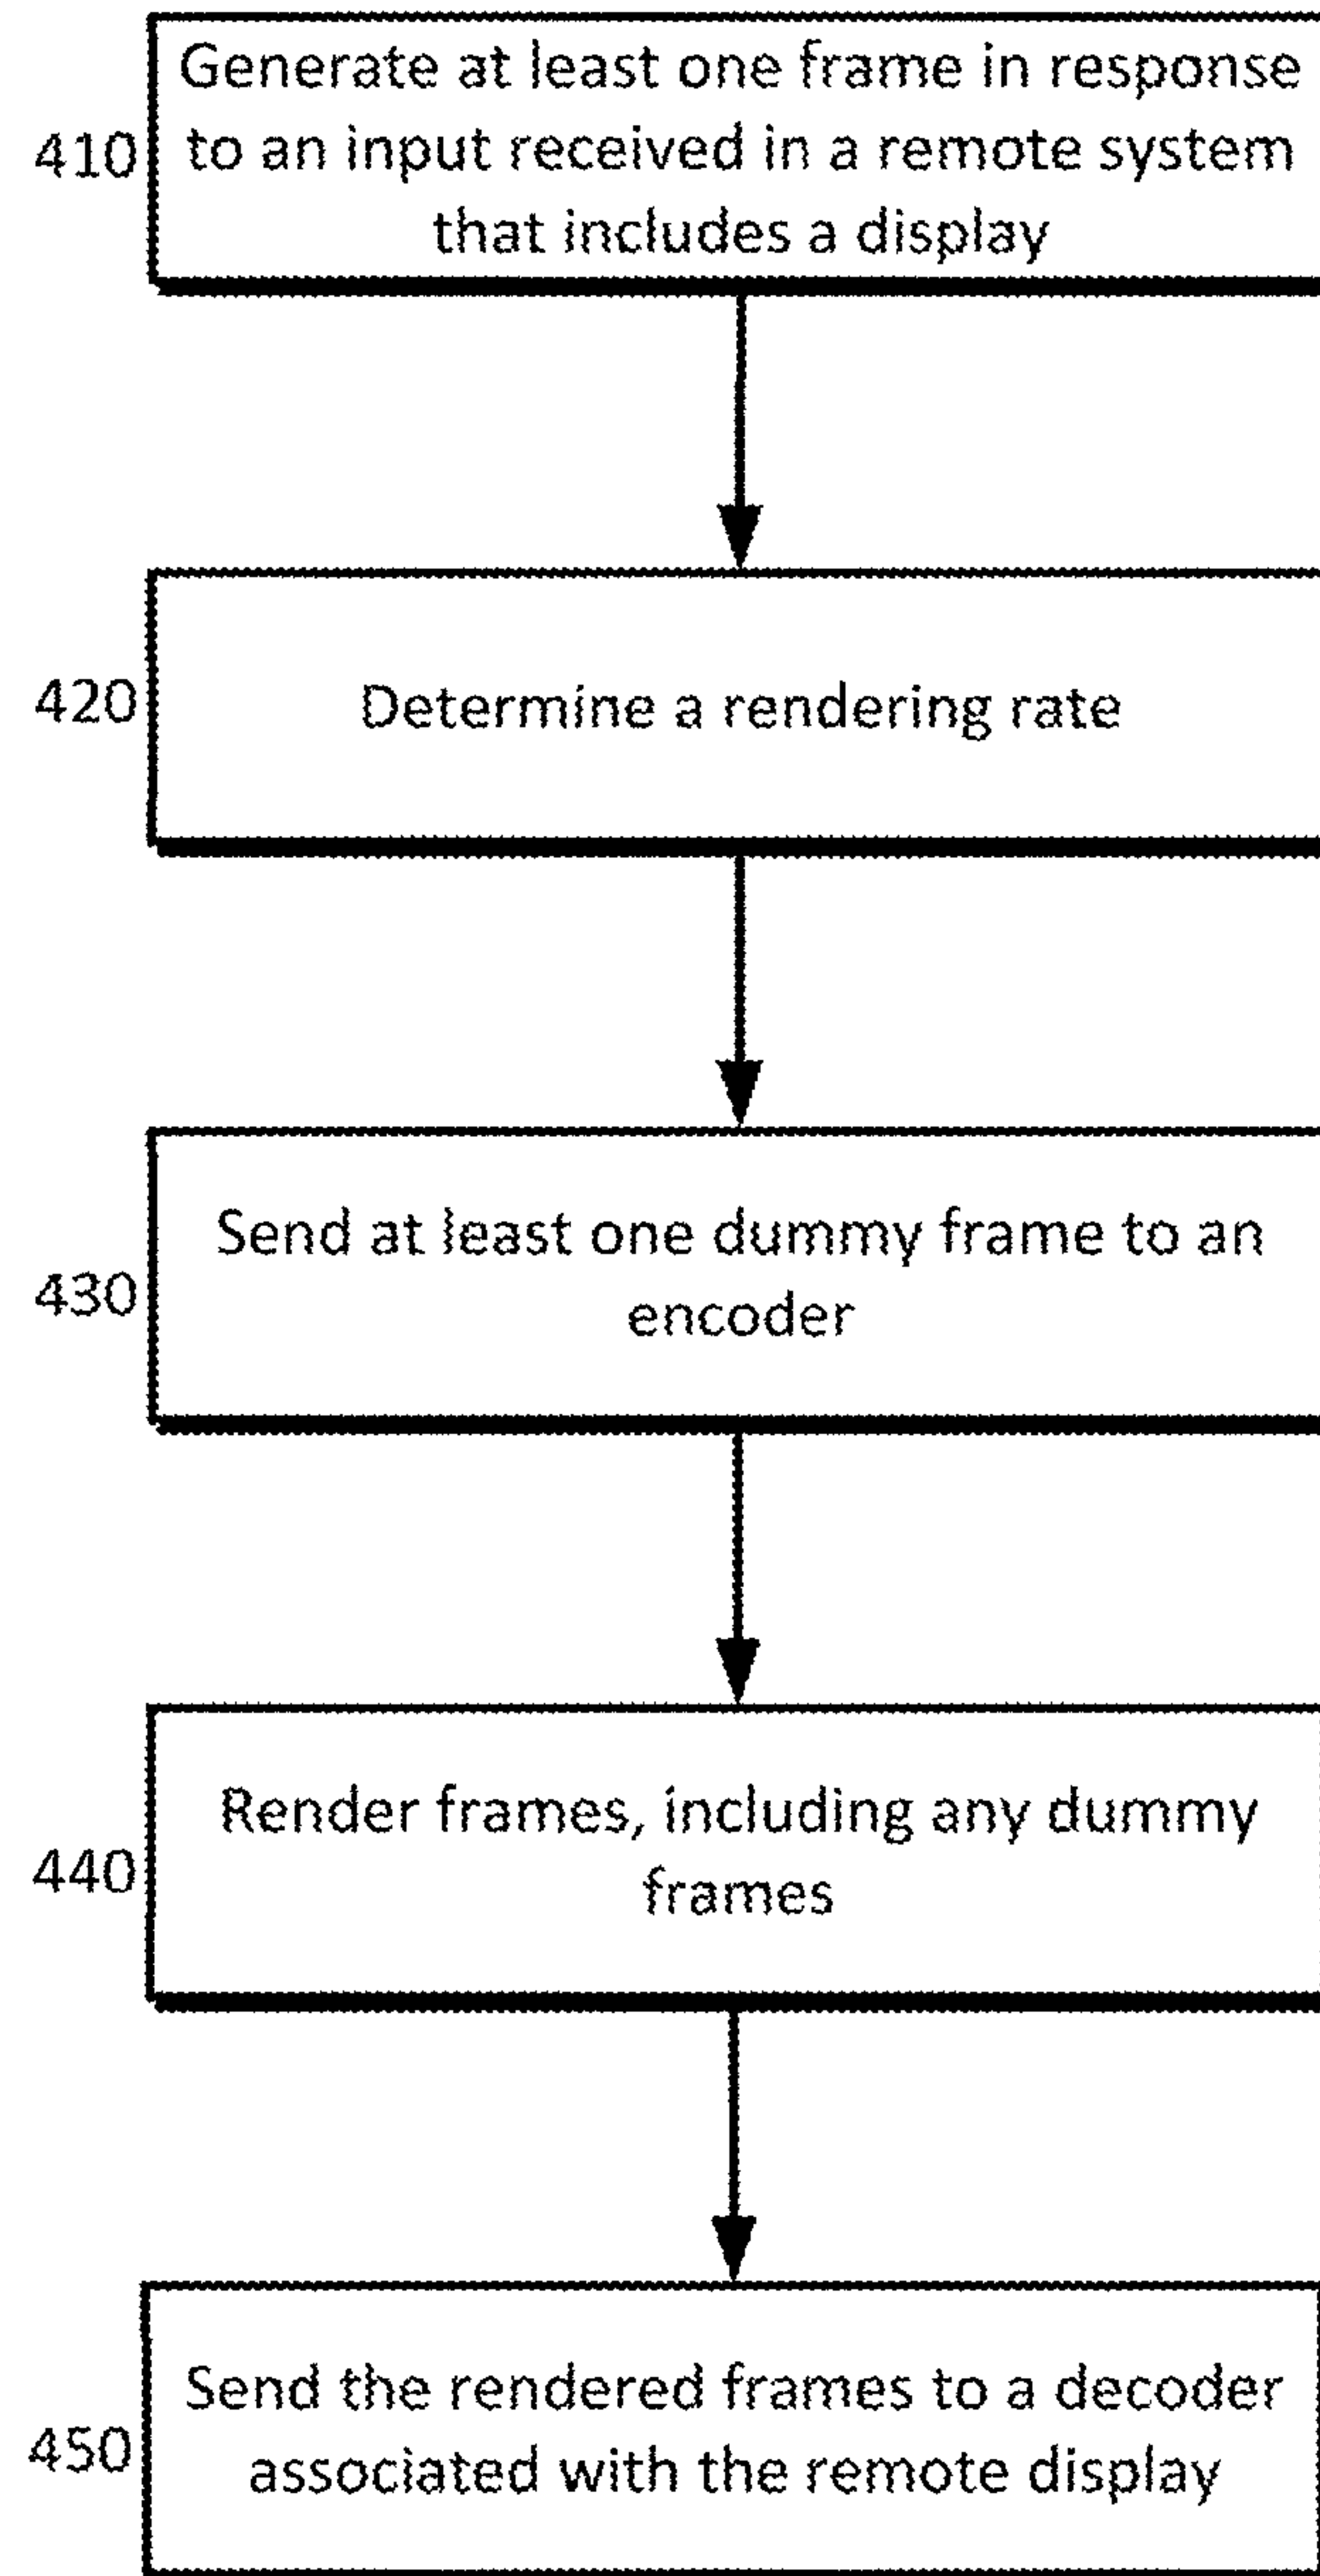 Generate at least one frame in response
410
to an input received in a remote system
that includes a display
420
Determine a rendering rate
Send at least one dummy frame to an
430
encoder
Render frames, including any dummy
440
frames
Send the rendered frames to a decoder
450
associated with the remote display